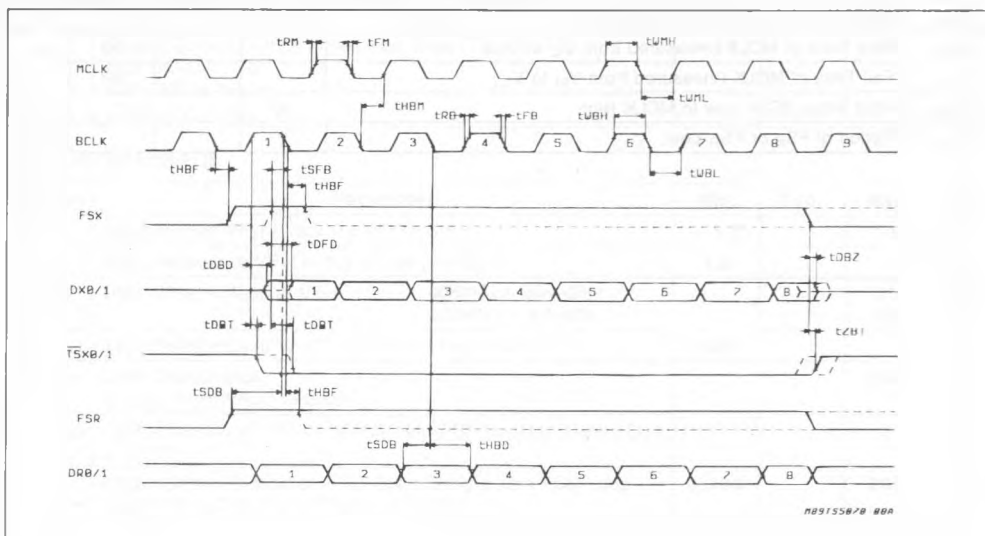 tRM tFM tWMH
MCLK
tHBM tWML
tRB tFB tWBH
BCLK 1 2 3 4 5 6 7 8 9
tHBF tSFB tWBL
tHBF
FSX
tDFD
tDBD tDBZ
DX0/1 1 2 3 4 5 6 7 8
tDBT tDBT tZBT
TSX0/1
tSDB tHBF
FSR
tSDB tHBD
DR0/1 1 2 3 4 5 6 7 8
M89TS5070-08A